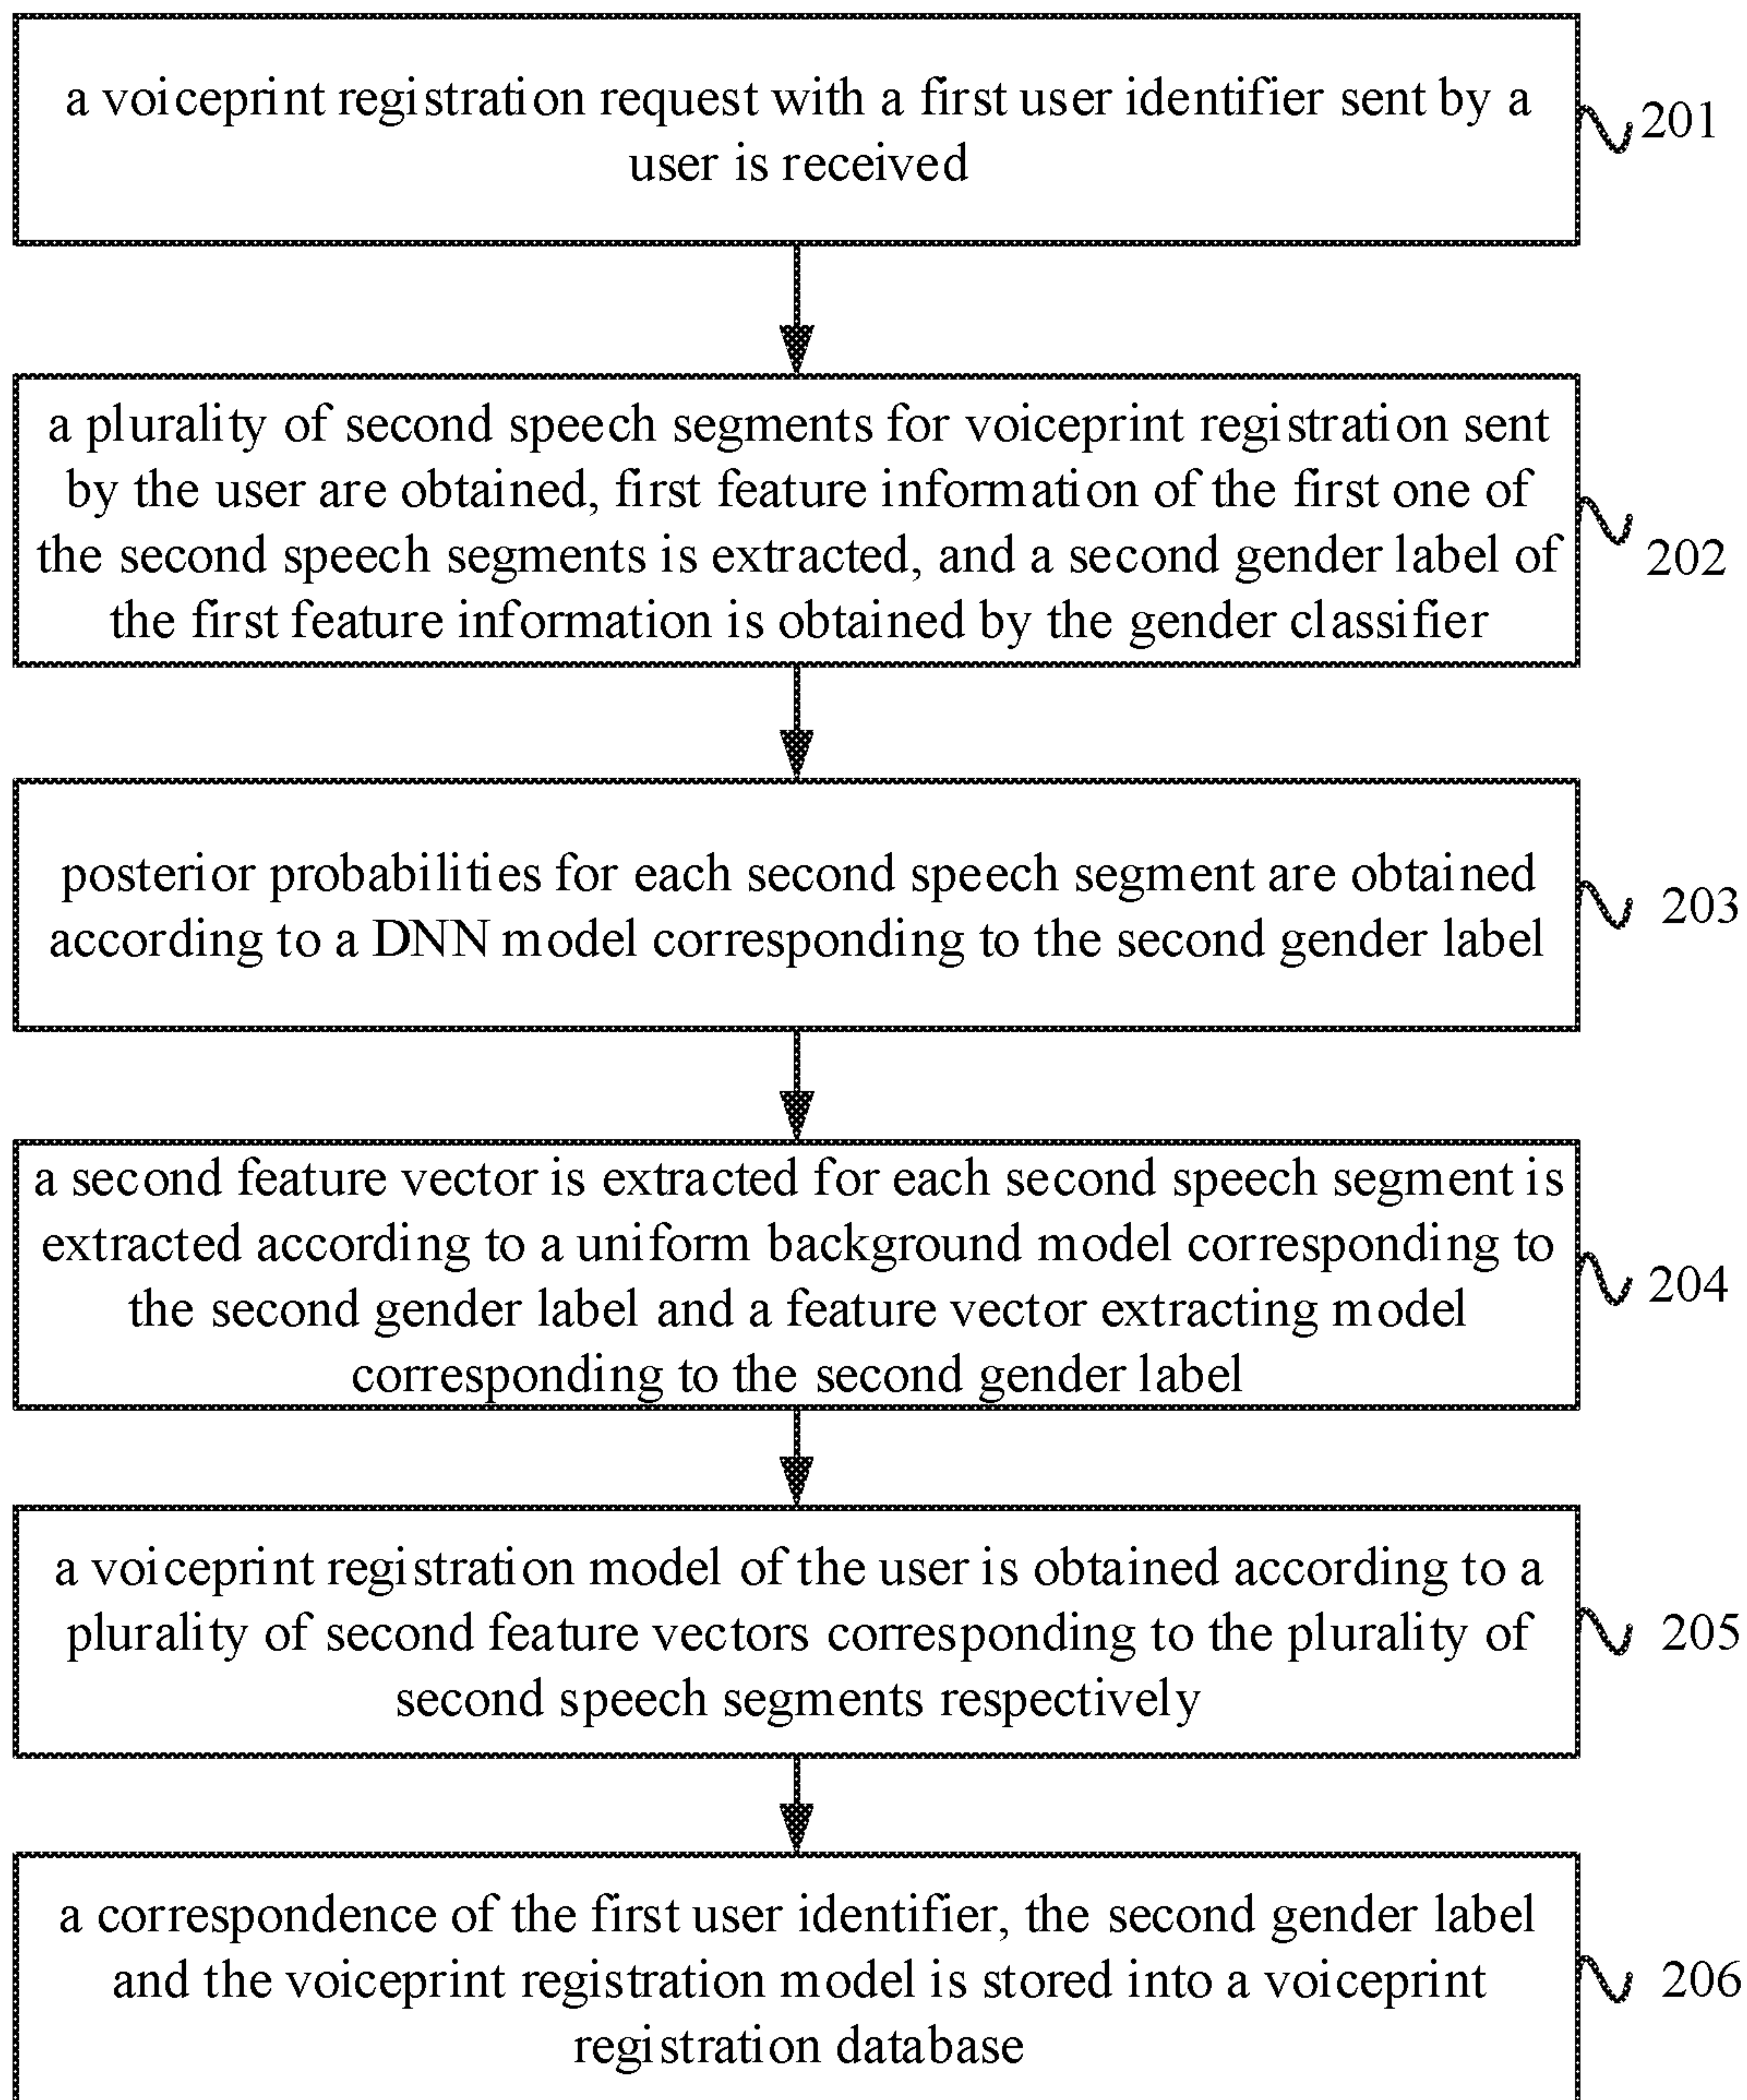 a voiceprint registration request with a first user identifier sent by a
user is received
201
a plurality of second speech segments for voiceprint registration sent
by the user are obtained, first feature information of the first one of
the second speech segments is extracted, and a second gender label of
the first feature information is obtained by the gender classifier
202
posterior probabilities for each second speech segment are obtained
according to a DNN model corresponding to the second gender label
203
a second feature vector is extracted for each second speech segment is
extracted according to a uniform background model corresponding to
the second gender label and a feature vector extracting model
corresponding to the second gender label
204
a voiceprint registration model of the user is obtained according to a
plurality of second feature vectors corresponding to the plurality of
second speech segments respectively
205
a correspondence of the first user identifier, the second gender label
and the voiceprint registration model is stored into a voiceprint
registration database
206